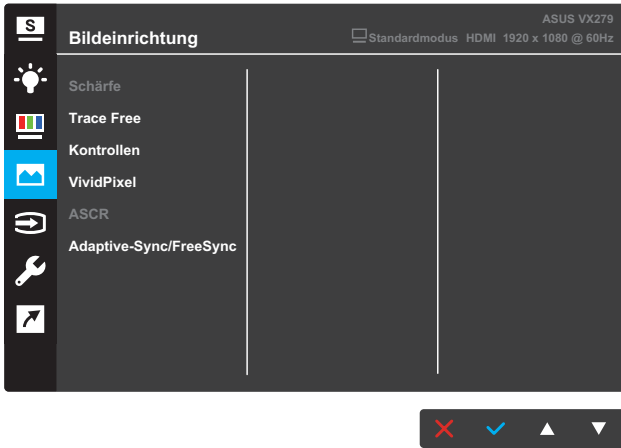 S
ASUS VX279
Bildeinrichtung
Standardmodus HDMI 1920 x 1080 @ 60Hz
Schärfe
Trace Free
Kontrollen
VividPixel
ASCR
Adaptive-Sync/FreeSync